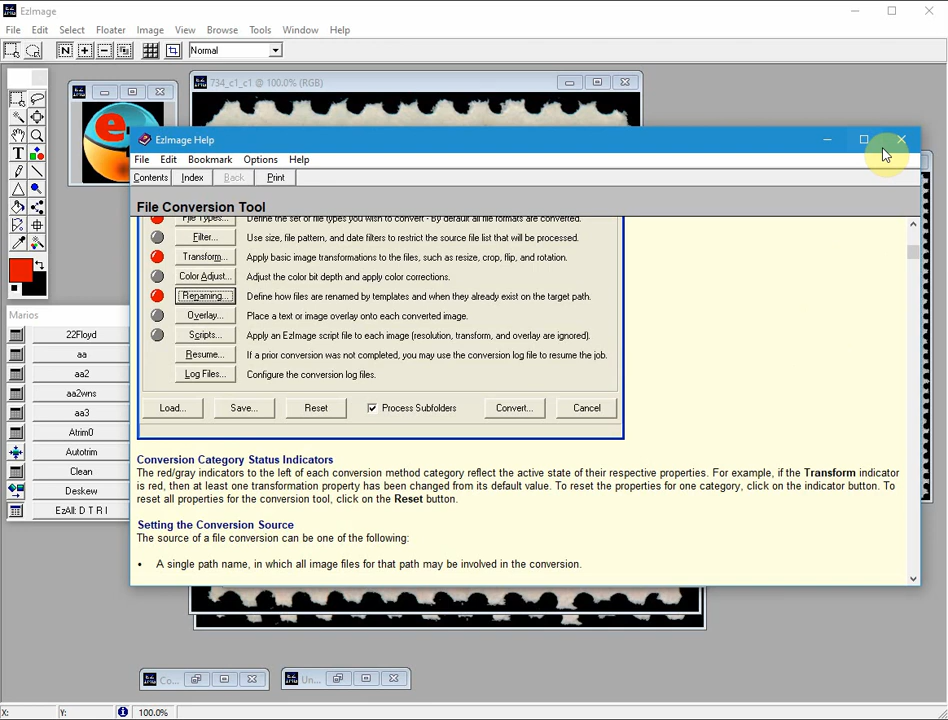 EzImage
File Edit Select Floater Image View Browse Tools Window Help
N Normal
734_c1_c1 @ 100.0% (RGB)
e
EzImage Help
File Edit Bookmark Options Help
Contents Index Back Print
File Conversion Tool
File Types... Define the set of file types you wish to convert - By default all file formats are converted.
Filter... Use size, file pattern, and date filters to restrict the source file list that will be processed.
Transform... Apply basic image transformations to the files, such as resize, crop, flip, and rotation.
Color Adjust... Adjust the color bit depth and apply color corrections.
Renaming... Define how files are renamed by templates and when they already exist on the target path.
Overlay... Place a text or image overlay onto each converted image.
Scripts... Apply an EzImage script file to each image (resolution, transform, and overlay are ignored).
Resume... If a prior conversion was not completed, you may use the conversion log file to resume the job.
Log Files... Configure the conversion log files.
Load... Save... Reset Process Subfolders Convert... Cancel
Conversion Category Status Indicators
The red/gray indicators to the left of each conversion method category reflect the active state of their respective properties. For example, if the Transform indicator
is red, then at least one transformation property has been changed from its default value. To reset the properties for one category, click on the indicator button. To
reset all properties for the conversion tool, click on the Reset button.
Setting the Conversion Source
The source of a file conversion can be one of the following:
• A single path name, in which all image files for that path may be involved in the conversion.
T
Marios
22Floyd
aa
aa2
aa2wns
aa3
Atrim0
Autotrim
Clean
Deskew
EzAll: D T R I
Co... Un...
X: Y: 100.0%